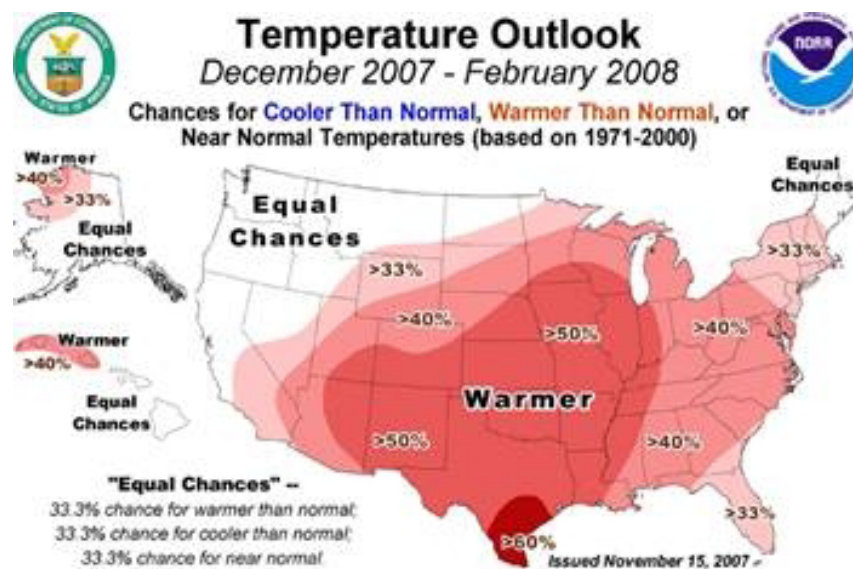 Temperature Outlook
December 2007 - February 2008
Chances for Cooler Than Normal, Warmer Than Normal, or
Near Normal Temperatures (based on 1971-2000)
NOAA
Warmer
>40%
>33%
Equal
Chances
Equal
Chances
Equal
Chances
>33%
>33%
>40%
>50%
>40%
Warmer
>40%
Warmer
Equal
Chances
>50%
>40%
>33%
>60%
"Equal Chances" --
33.3% chance for warmer than normal;
33.3% chance for cooler than normal;
33.3% chance for near normal.
Issued November 15, 2007